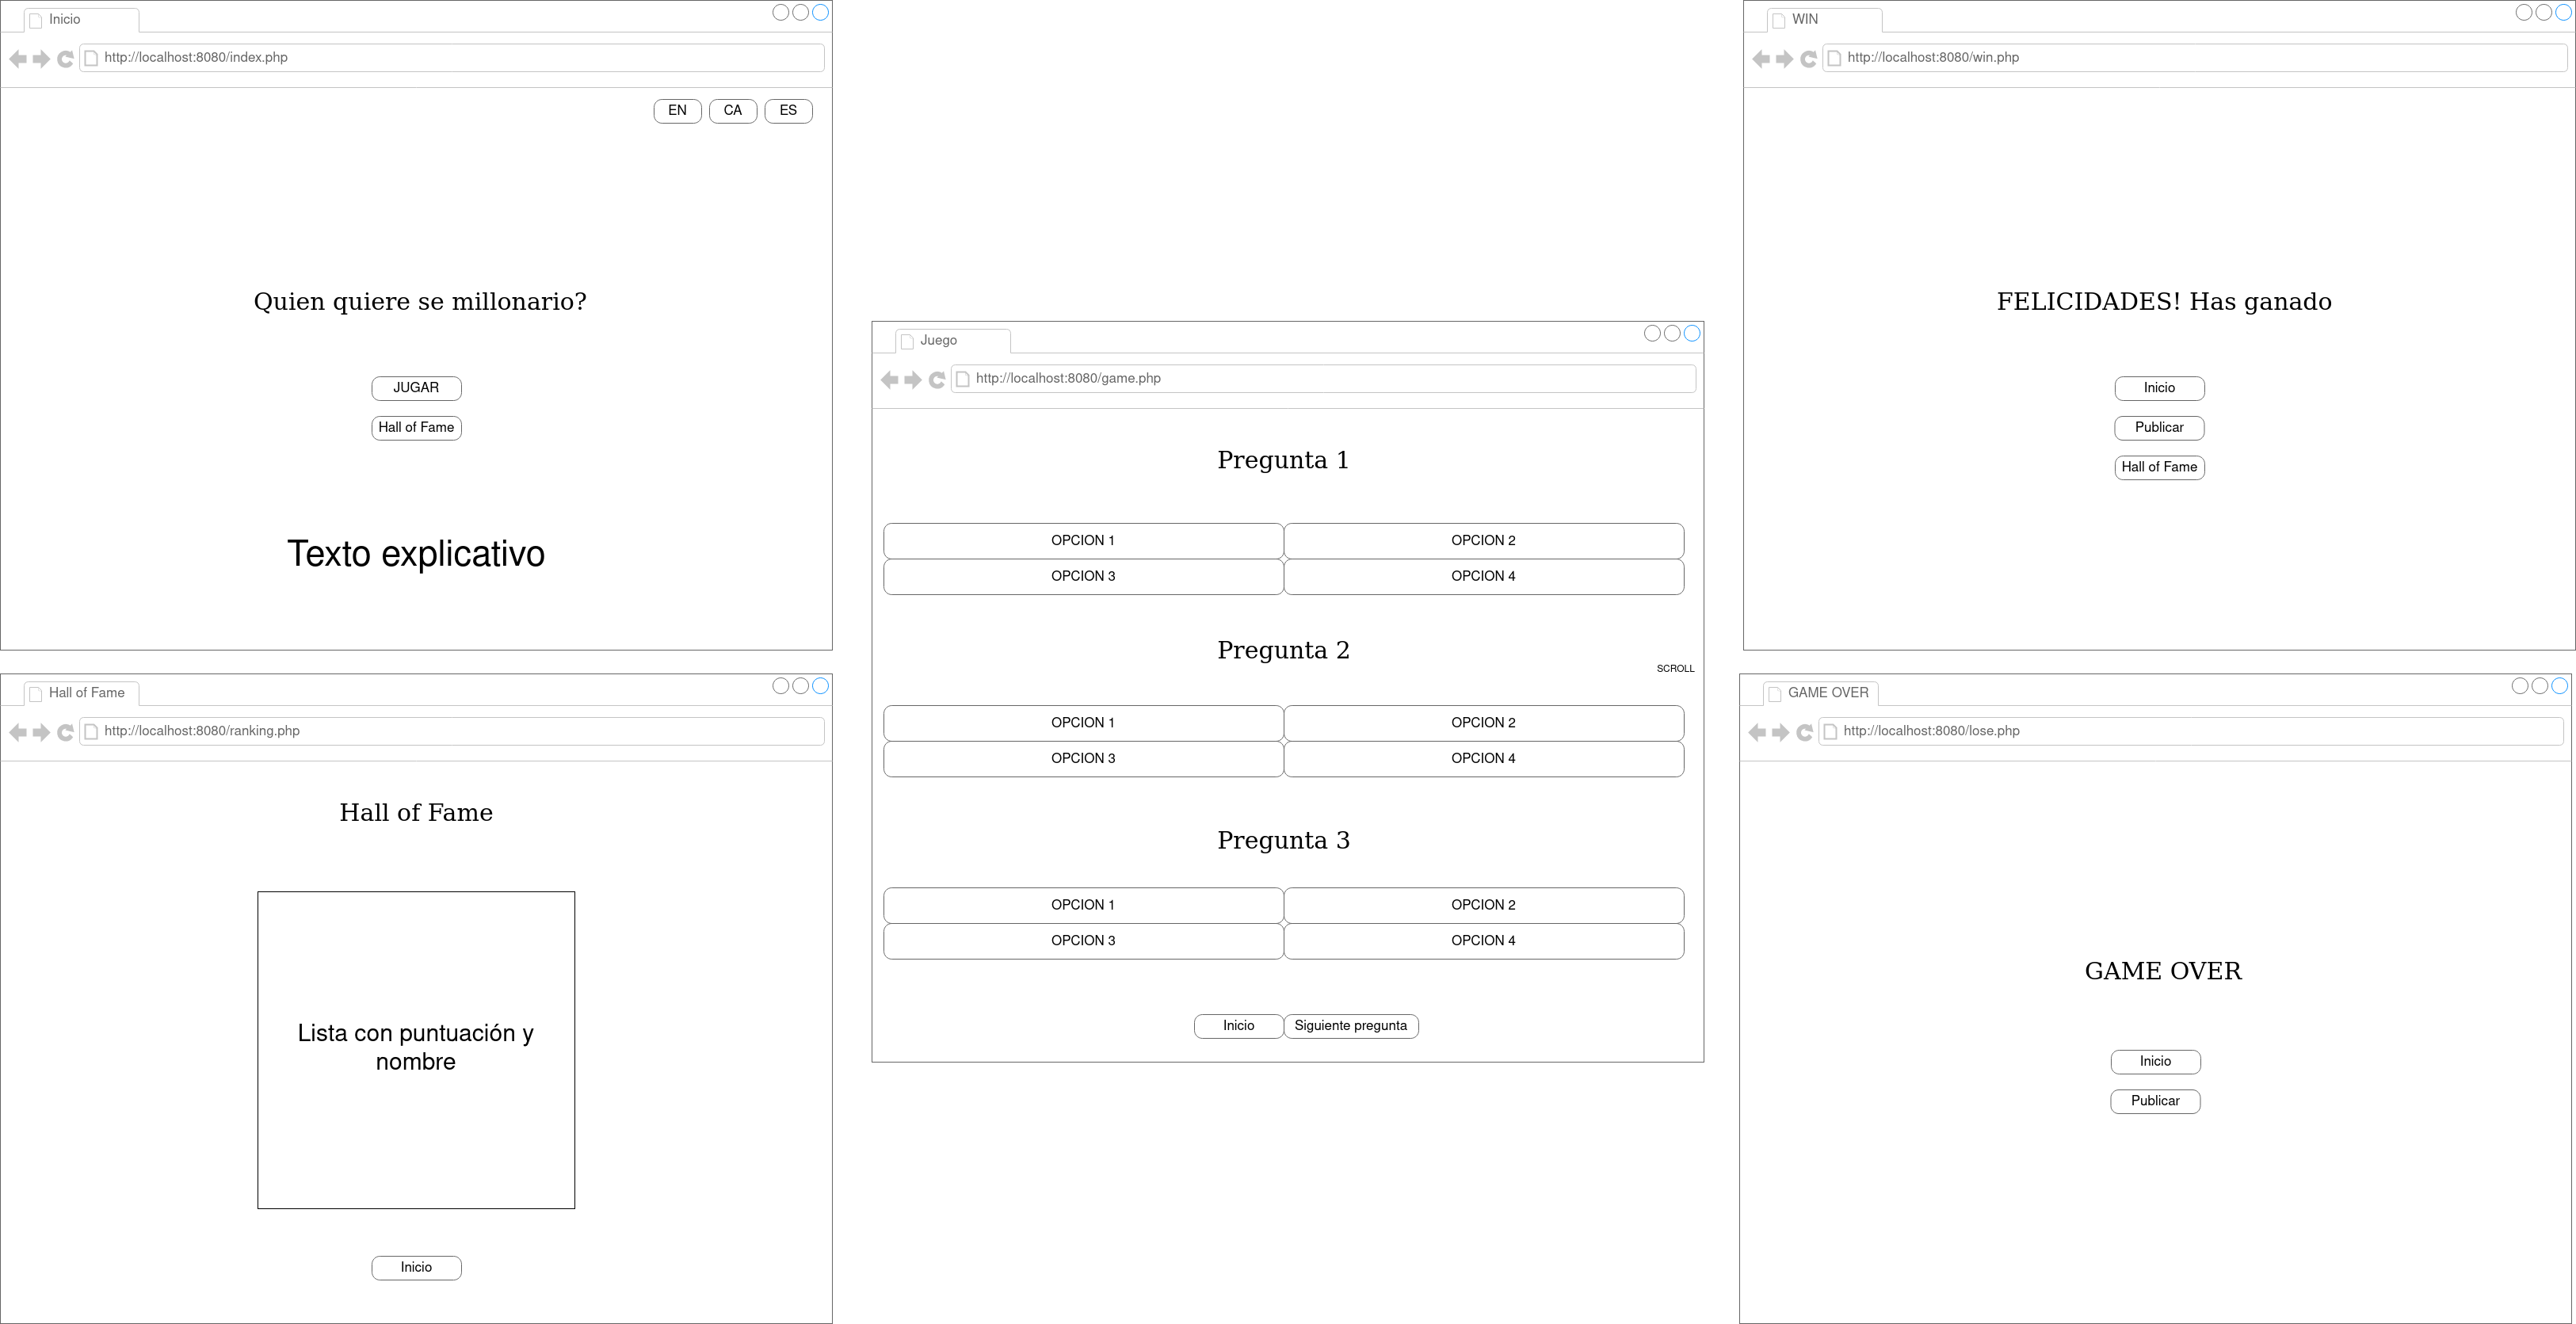 Inicio
http://localhost:8080/index.php
EN CA ES
Quien quiere se millonario?
JUGAR
Hall of Fame
Texto explicativo
Hall of Fame
http://localhost:8080/ranking.php
Hall of Fame
Lista con puntuación y
nombre
Inicio
Juego
http://localhost:8080/game.php
Pregunta 1
OPCION 1 OPCION 2
OPCION 3 OPCION 4
Pregunta 2
SCROLL
OPCION 1 OPCION 2
OPCION 3 OPCION 4
Pregunta 3
OPCION 1 OPCION 2
OPCION 3 OPCION 4
Inicio Siguiente pregunta
WIN
http://localhost:8080/win.php
FELICIDADES! Has ganado
Inicio
Publicar
Hall of Fame
GAME OVER
http://localhost:8080/lose.php
GAME OVER
Inicio
Publicar